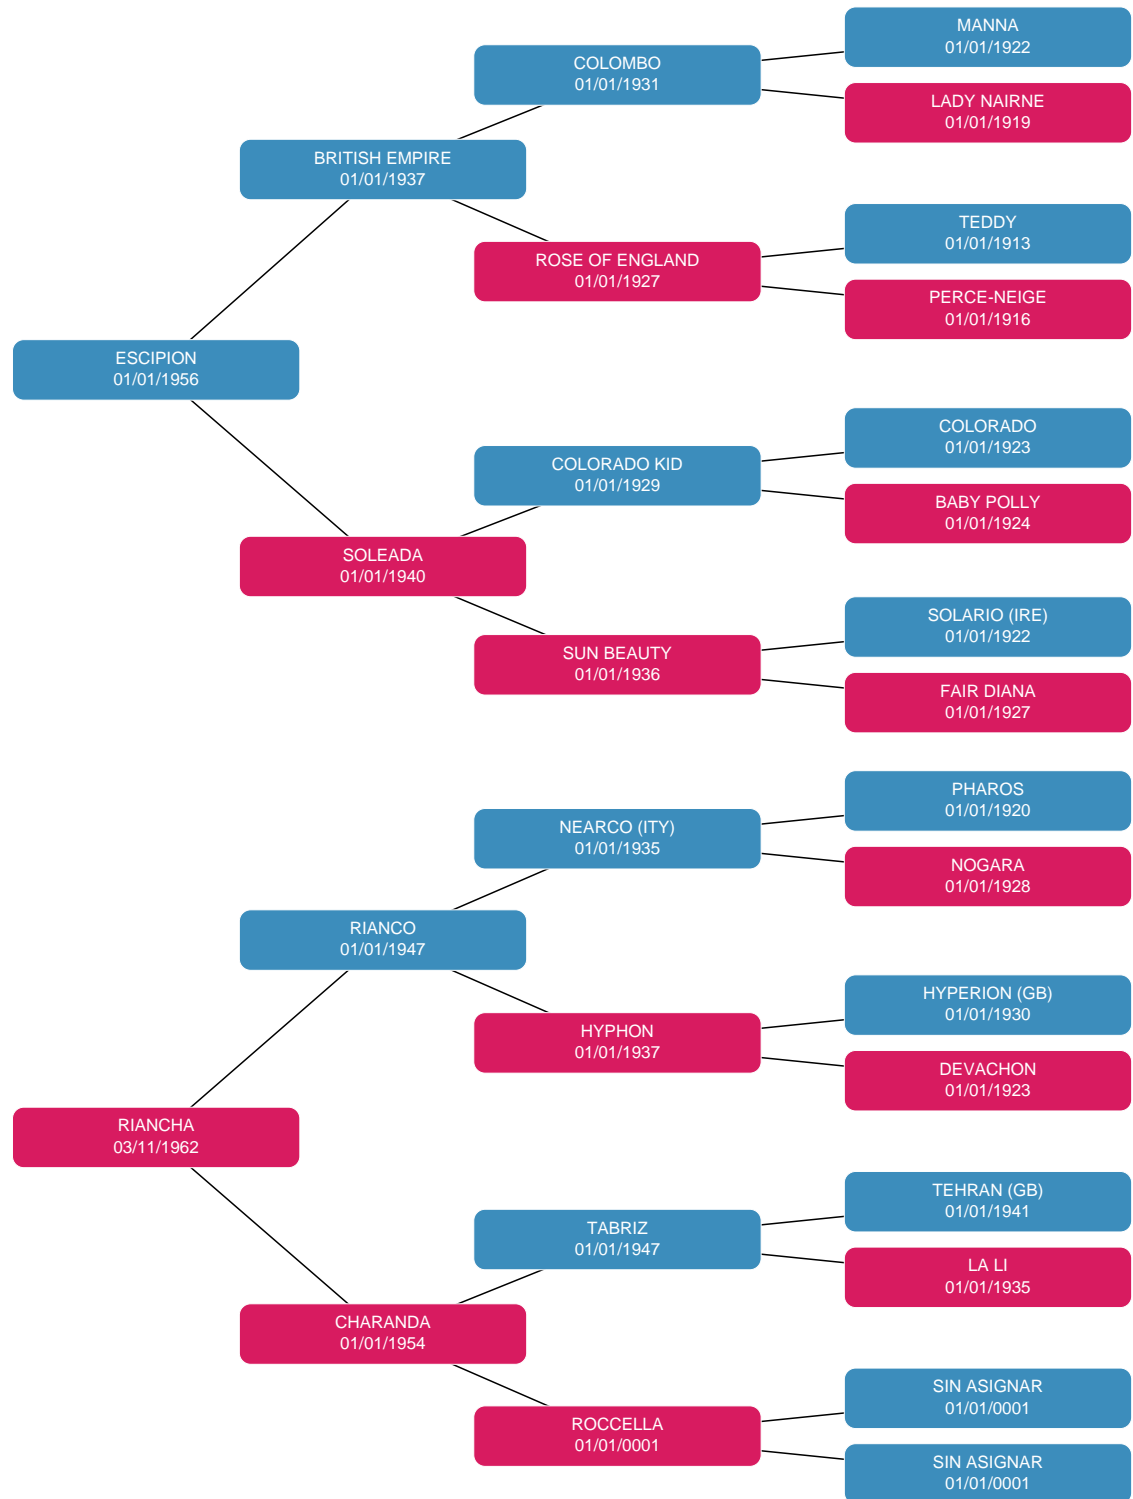 MANNA
01/01/1922
COLOMBO
01/01/1931
LADY NAIRNE
01/01/1919
BRITISH EMPIRE
01/01/1937
TEDDY
01/01/1913
ROSE OF ENGLAND
01/01/1927
PERCE-NEIGE
01/01/1916
ESCIPION
01/01/1956
COLORADO
01/01/1923
COLORADO KID
01/01/1929
BABY POLLY
01/01/1924
SOLEADA
01/01/1940
SOLARIO (IRE)
01/01/1922
SUN BEAUTY
01/01/1936
FAIR DIANA
01/01/1927
PHAROS
01/01/1920
NEARCO (ITY)
01/01/1935
NOGARA
01/01/1928
RIANCO
01/01/1947
HYPERION (GB)
01/01/1930
HYPHON
01/01/1937
DEVACHON
01/01/1923
RIANCHA
03/11/1962
TEHRAN (GB)
01/01/1941
TABRIZ
01/01/1947
LA LI
01/01/1935
CHARANDA
01/01/1954
SIN ASIGNAR
01/01/0001
ROCCELLA
01/01/0001
SIN ASIGNAR
01/01/0001